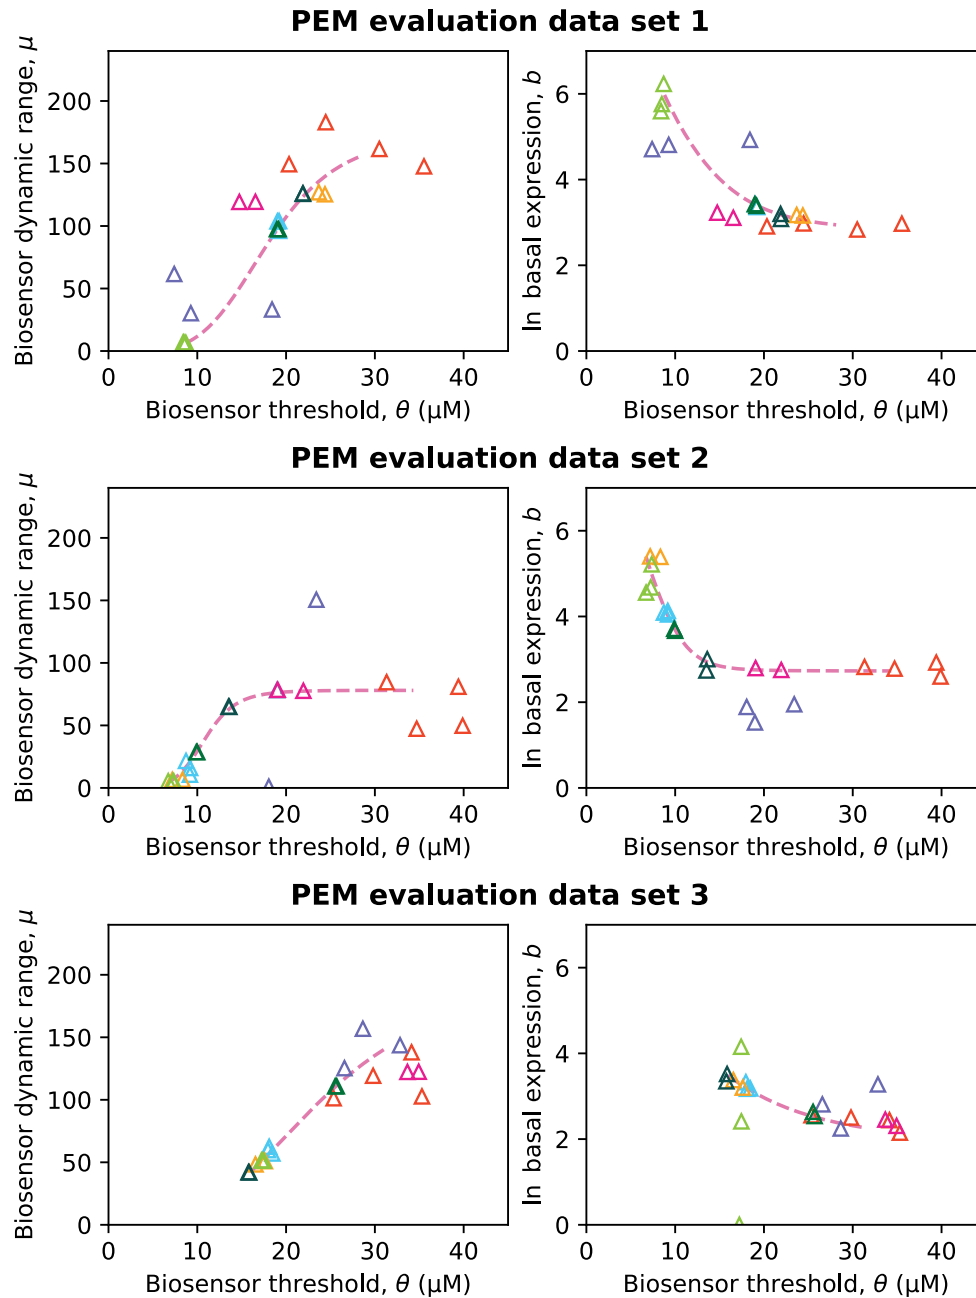 PEM evaluation data set 1
Biosensor dynamic range, μ
200
150
100
50
0
0 10 20 30 40
Biosensor threshold, θ (μM)
ln basal expression, b
6
4
2
0
0 10 20 30 40
Biosensor threshold, θ (μM)
PEM evaluation data set 2
Biosensor dynamic range, μ
200
150
100
50
0
0 10 20 30 40
Biosensor threshold, θ (μM)
ln basal expression, b
6
4
2
0
0 10 20 30 40
Biosensor threshold, θ (μM)
PEM evaluation data set 3
Biosensor dynamic range, μ
200
150
100
50
0
0 10 20 30 40
Biosensor threshold, θ (μM)
ln basal expression, b
6
4
2
0
0 10 20 30 40
Biosensor threshold, θ (μM)